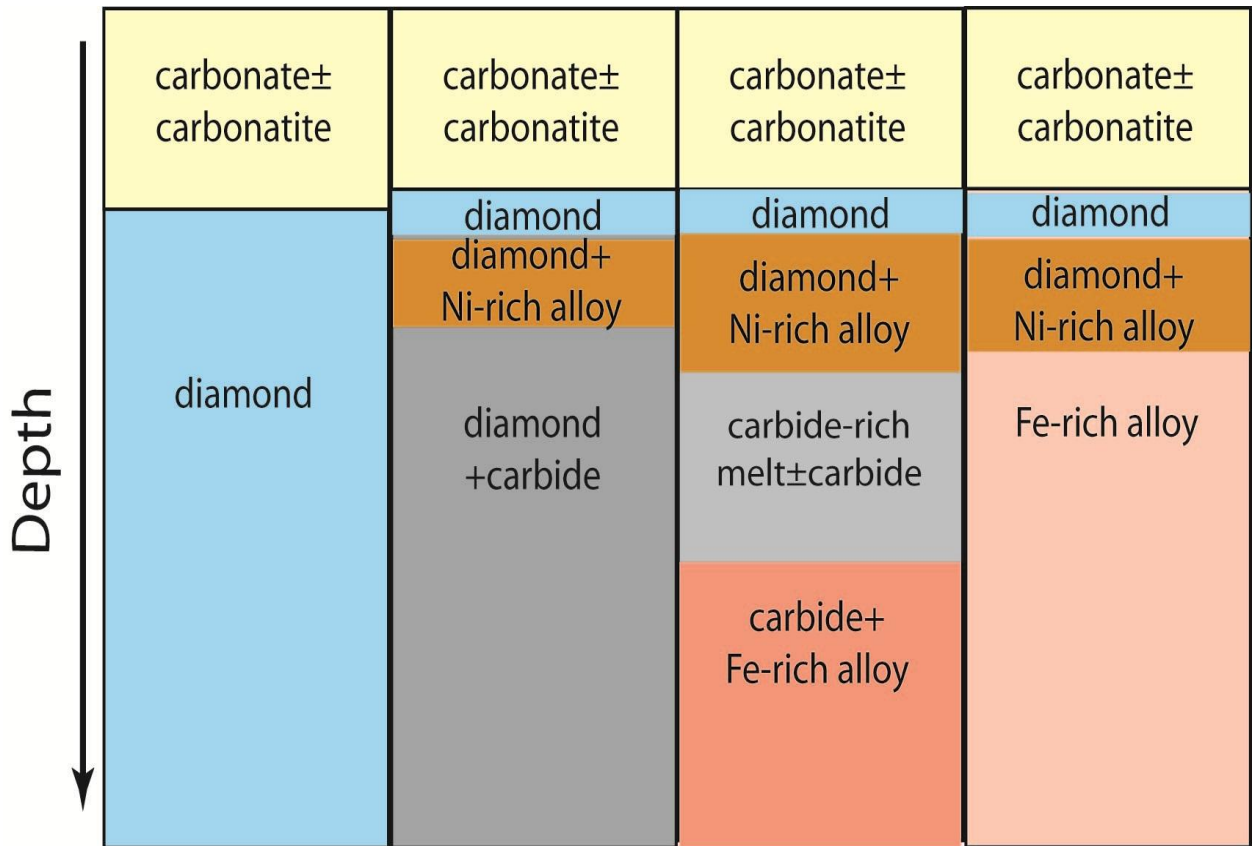 Depth
carbonate±
carbonatite
diamond
carbonate±
carbonatite
diamond
diamond+
Ni-rich alloy
diamond
+carbide
carbonate±
carbonatite
diamond
diamond+
Ni-rich alloy
carbide-rich
melt±carbide
carbide+
Fe-rich alloy
carbonate±
carbonatite
diamond
diamond+
Ni-rich alloy
Fe-rich alloy